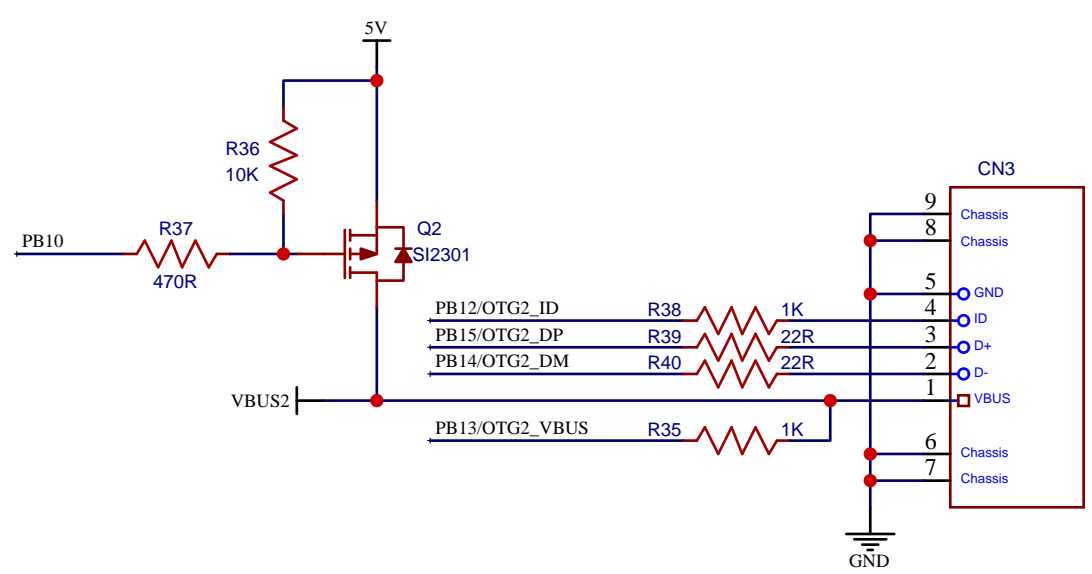 5V
R36
10K
R37
PB10
470R
Q2
SI2301
CN3
9 Chassis
8 Chassis
5 GND
PB12/OTG2_ID R38 1K 4 ID
PB15/OTG2_DP R39 22R 3 D+
PB14/OTG2_DM R40 22R 2 D-
VBUS2 1 VBUS
PB13/OTG2_VBUS R35 1K
6 Chassis
7 Chassis
GND